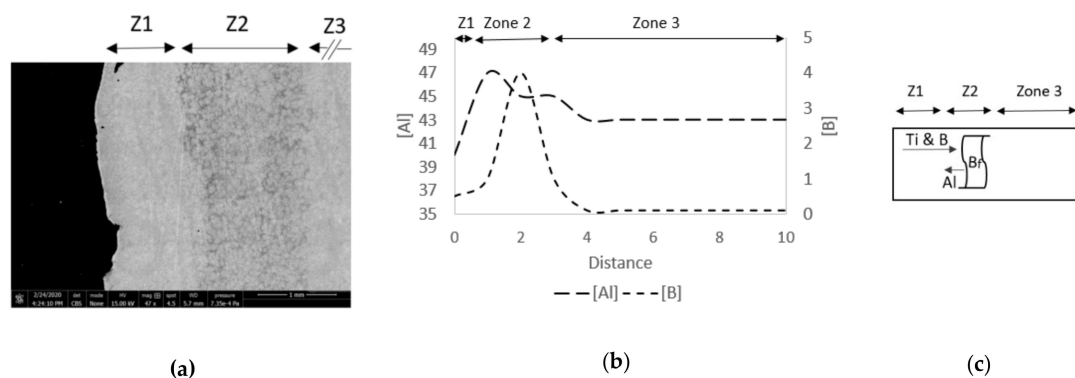 Z1 Z2 Z3
2/24/2020 det mode HV mag spot WD pressure
4:24:10 PM CBS None 15.00 kV 47 x 4.5 5.7 mm 7.35e-4 Pa
1 mm
(a)
Z1 Zone 2 Zone 3
49 5
47 4
45
43 3
41 2
39
37 1
35 0
[Al]
[B]
0 2 4 6 8 10
Distance
[Al] [B]
(b)
Z1 Z2 Zone 3
Ti & B
Bf
Al
(c)